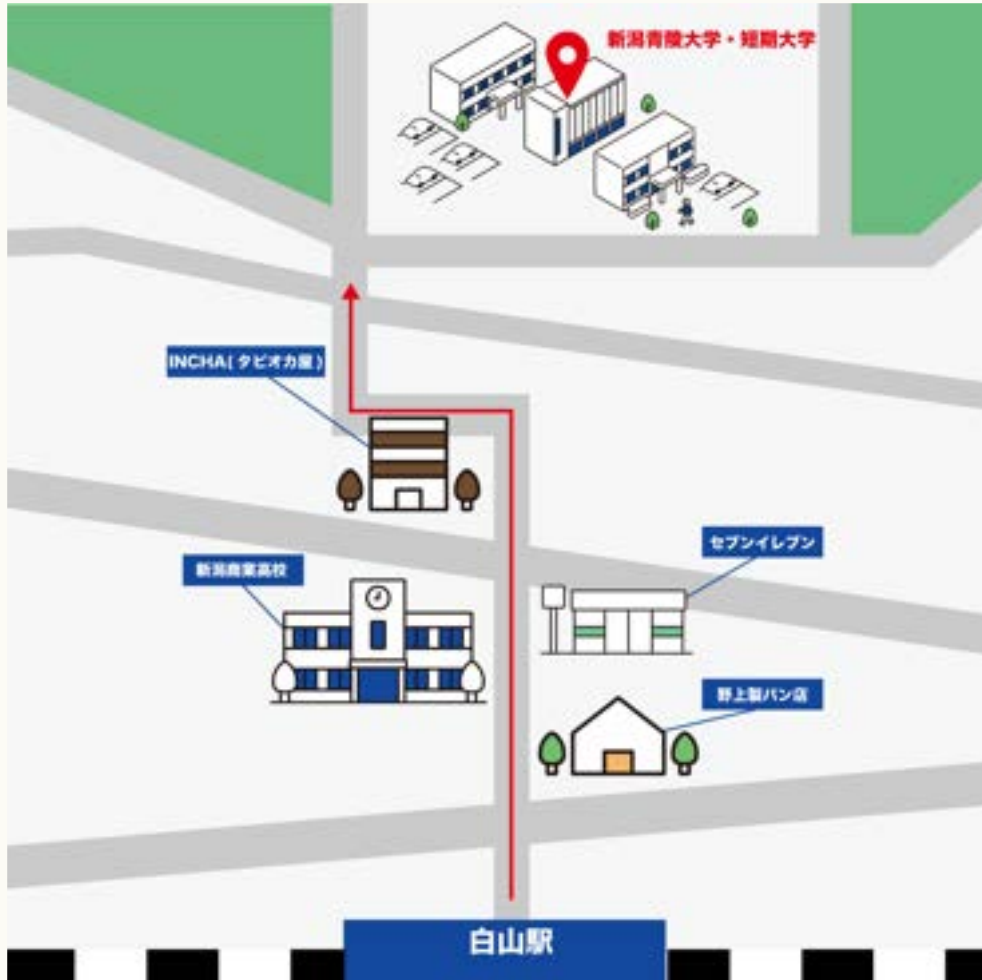 新潟青陵大学・短期大学
INCHA(タピオカ屋)
セブンイレブン
新潟商業高校
野上製パン店
白山駅